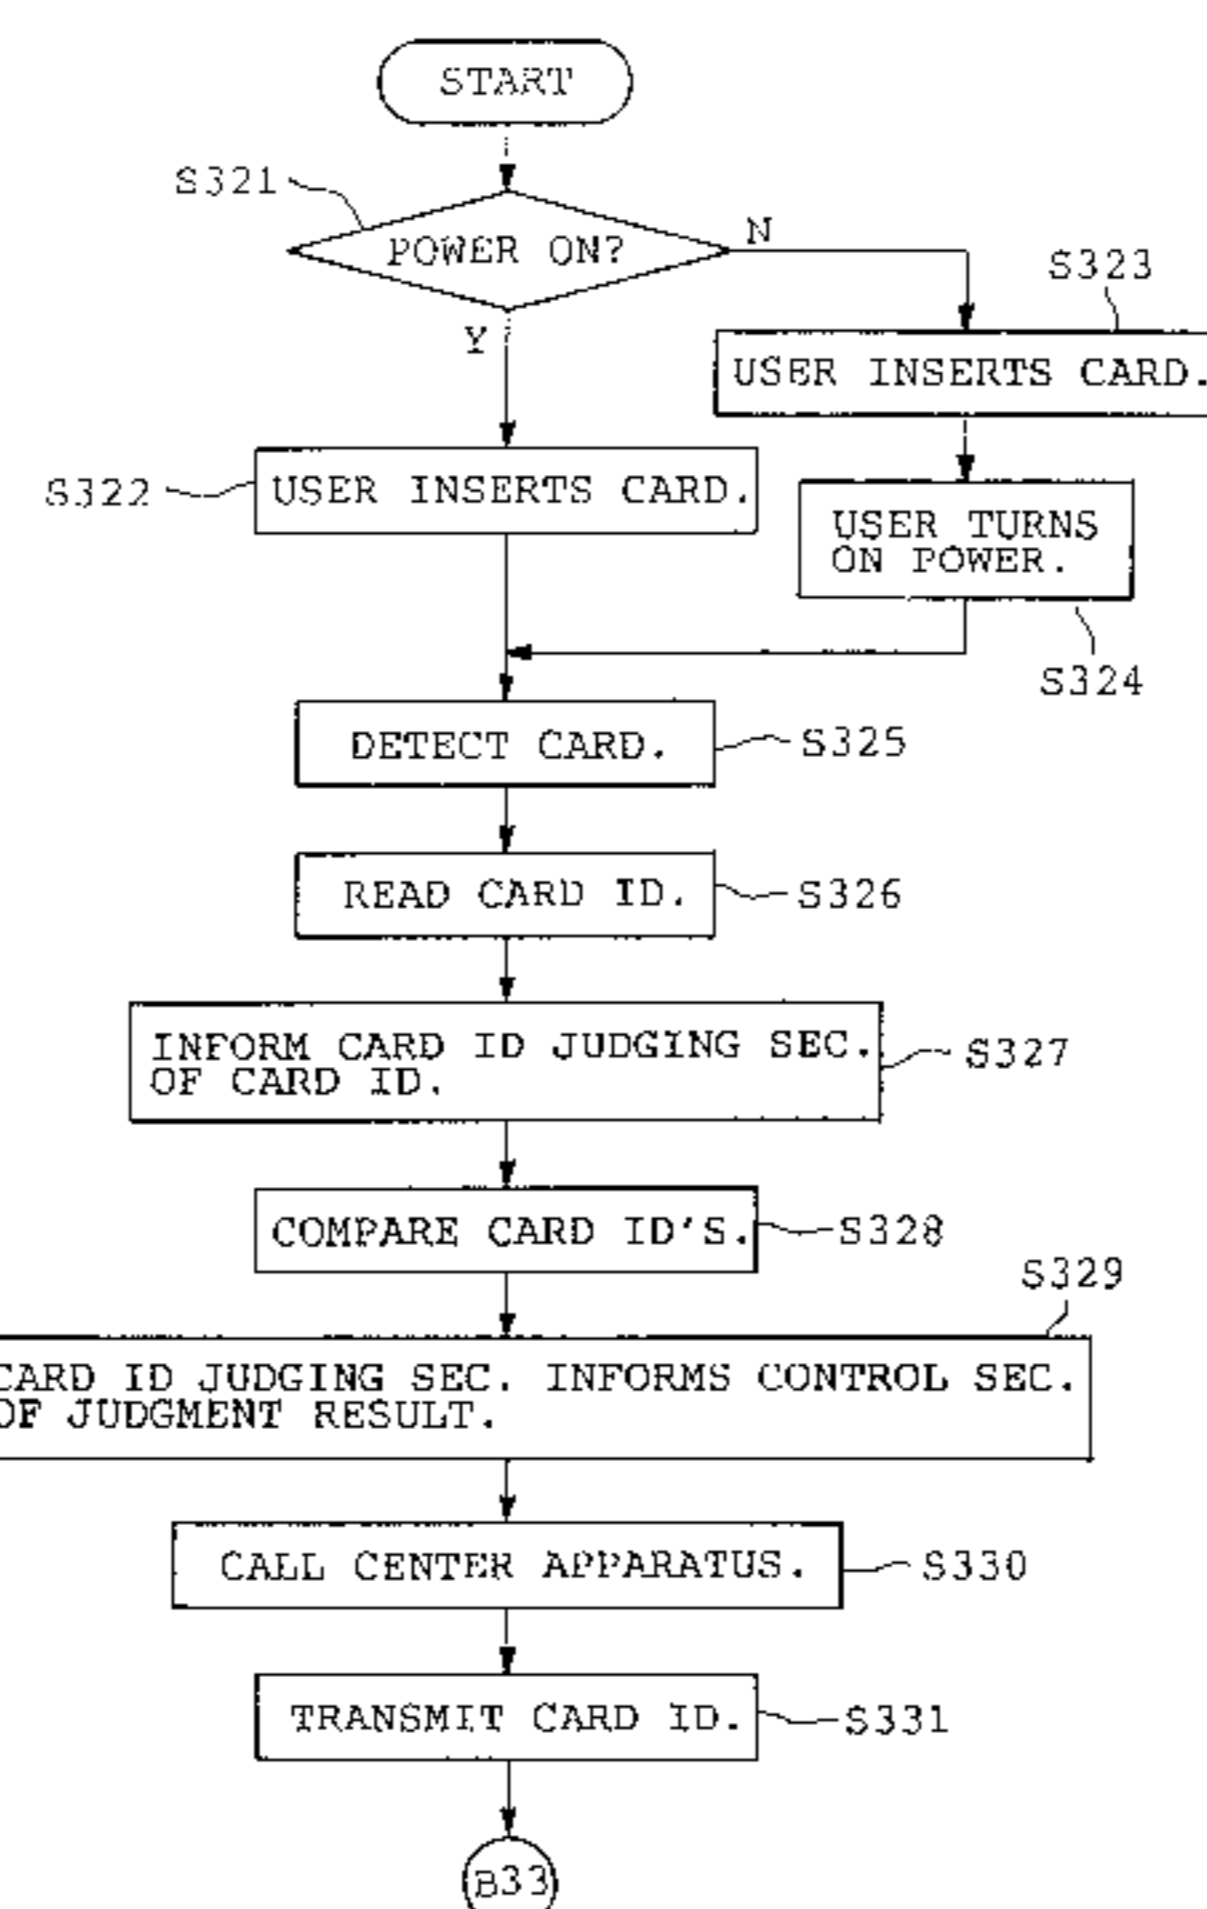 START
S321
POWER ON?
N
S323
Y
USER INSERTS CARD.
S322
USER INSERTS CARD.
USER TURNS
ON POWER.
S324
DETECT CARD.
S325
READ CARD ID.
S326
INFORM CARD ID JUDGING SEC.
OF CARD ID.
S327
COMPARE CARD ID'S.
S328
S329
CARD ID JUDGING SEC. INFORMS CONTROL SEC.
OF JUDGMENT RESULT.
CALL CENTER APPARATUS.
S330
TRANSMIT CARD ID.
S331
B33